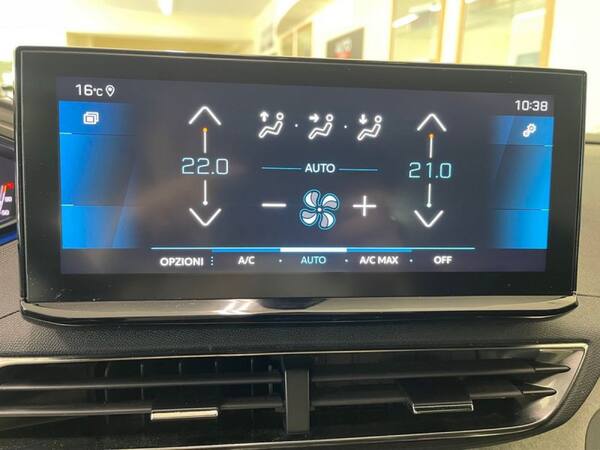 16°C
10:38
22.0
AUTO
21.0
OPZIONI
A/C
AUTO
A/C MAX
OFF